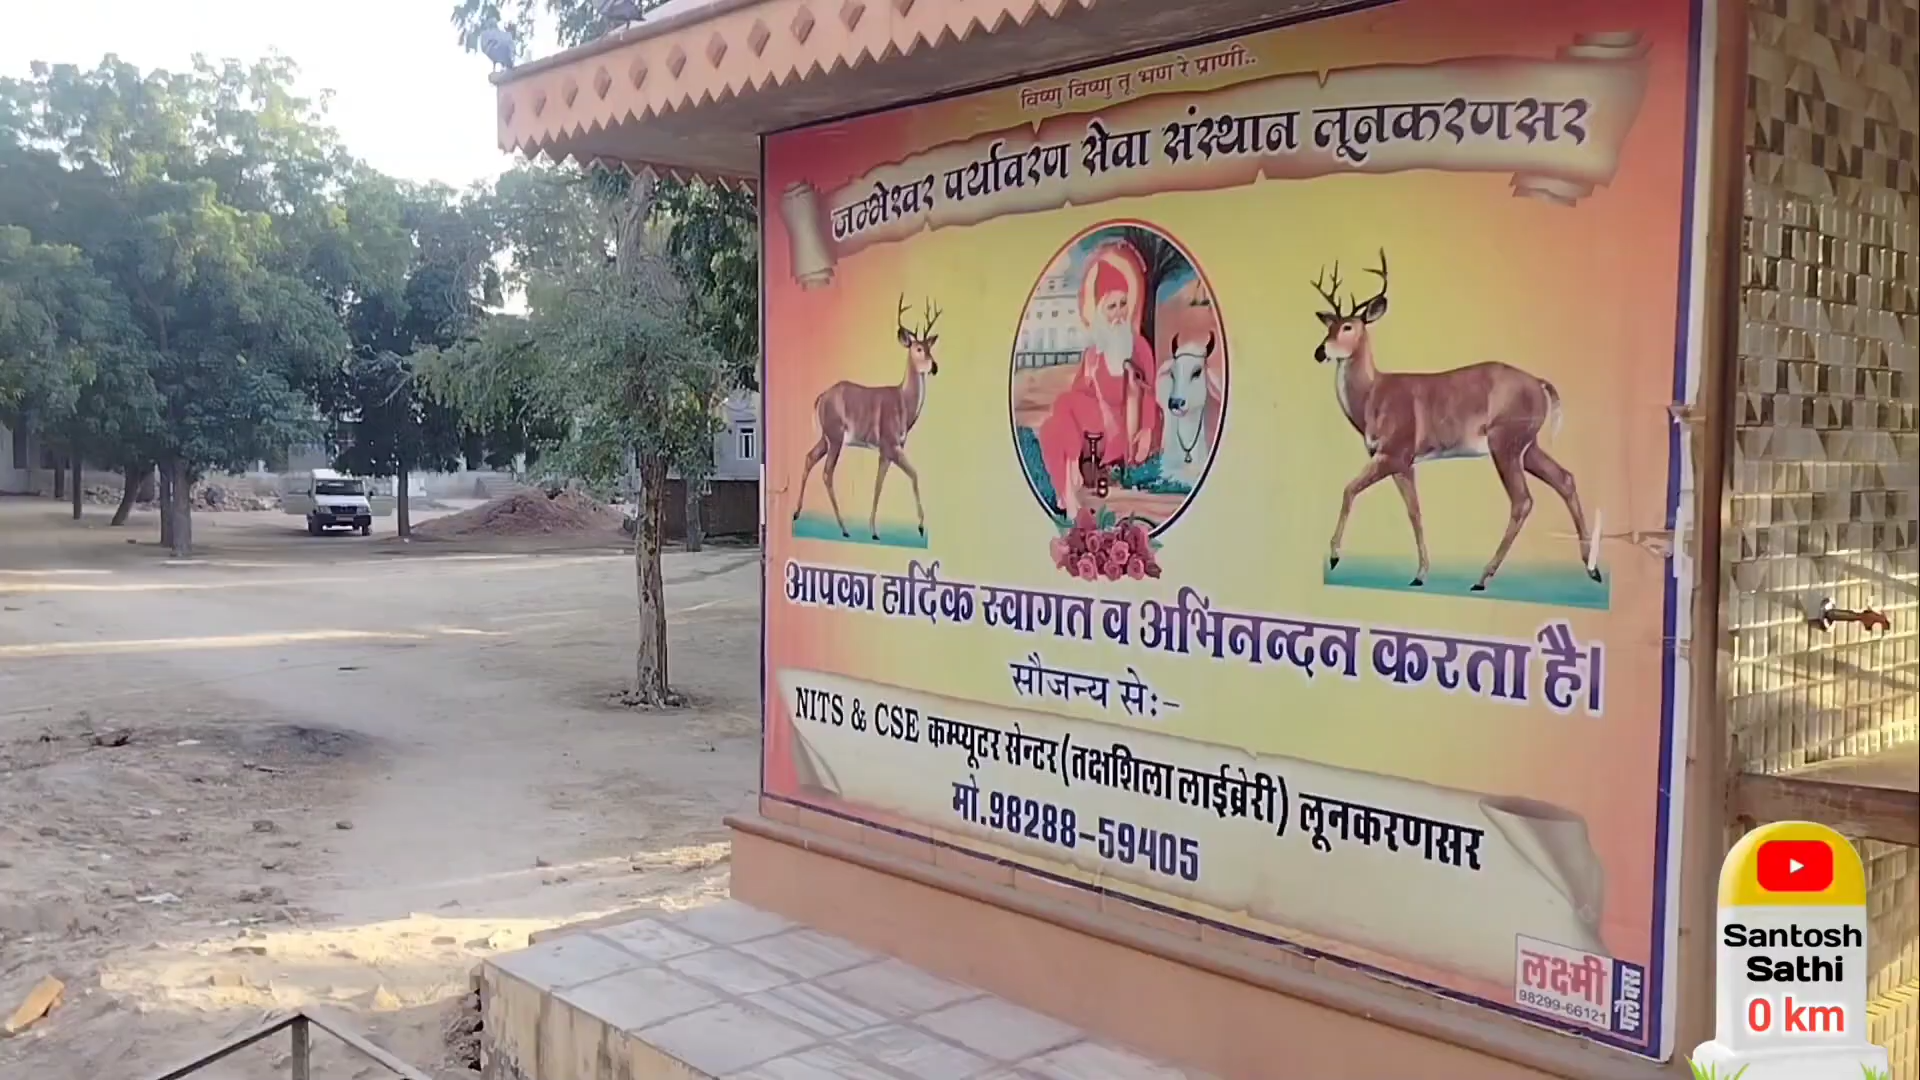 विष्णु विष्णु तू भण रे प्राणी..
जम्भेश्वर पर्यावरण सेवा संस्थान लूनकरणसर
आपका हार्दिक स्वागत व अभिनन्दन करता है।
सौजन्य से:-
NITS & CSE कम्प्यूटर सेन्टर (तक्षशिला लाईब्रेरी) लूनकरणसर
मो.98288-59405
लक्ष्मी
फ्लेक्स
98299-66121
Santosh
Sathi
0 km